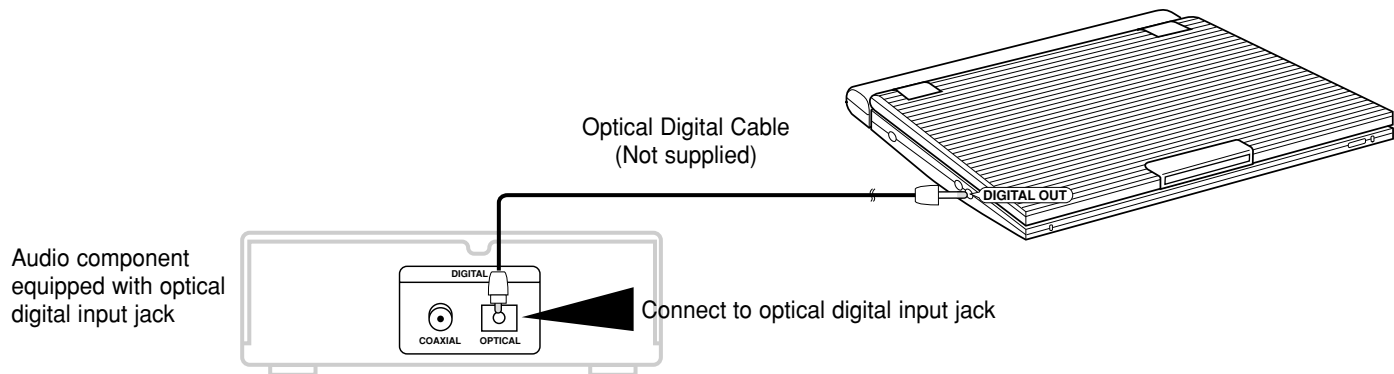 Optical Digital Cable
(Not supplied)
DIGITAL OUT
Audio component
equipped with optical
digital input jack
DIGITAL
COAXIAL
OPTICAL
Connect to optical digital input jack